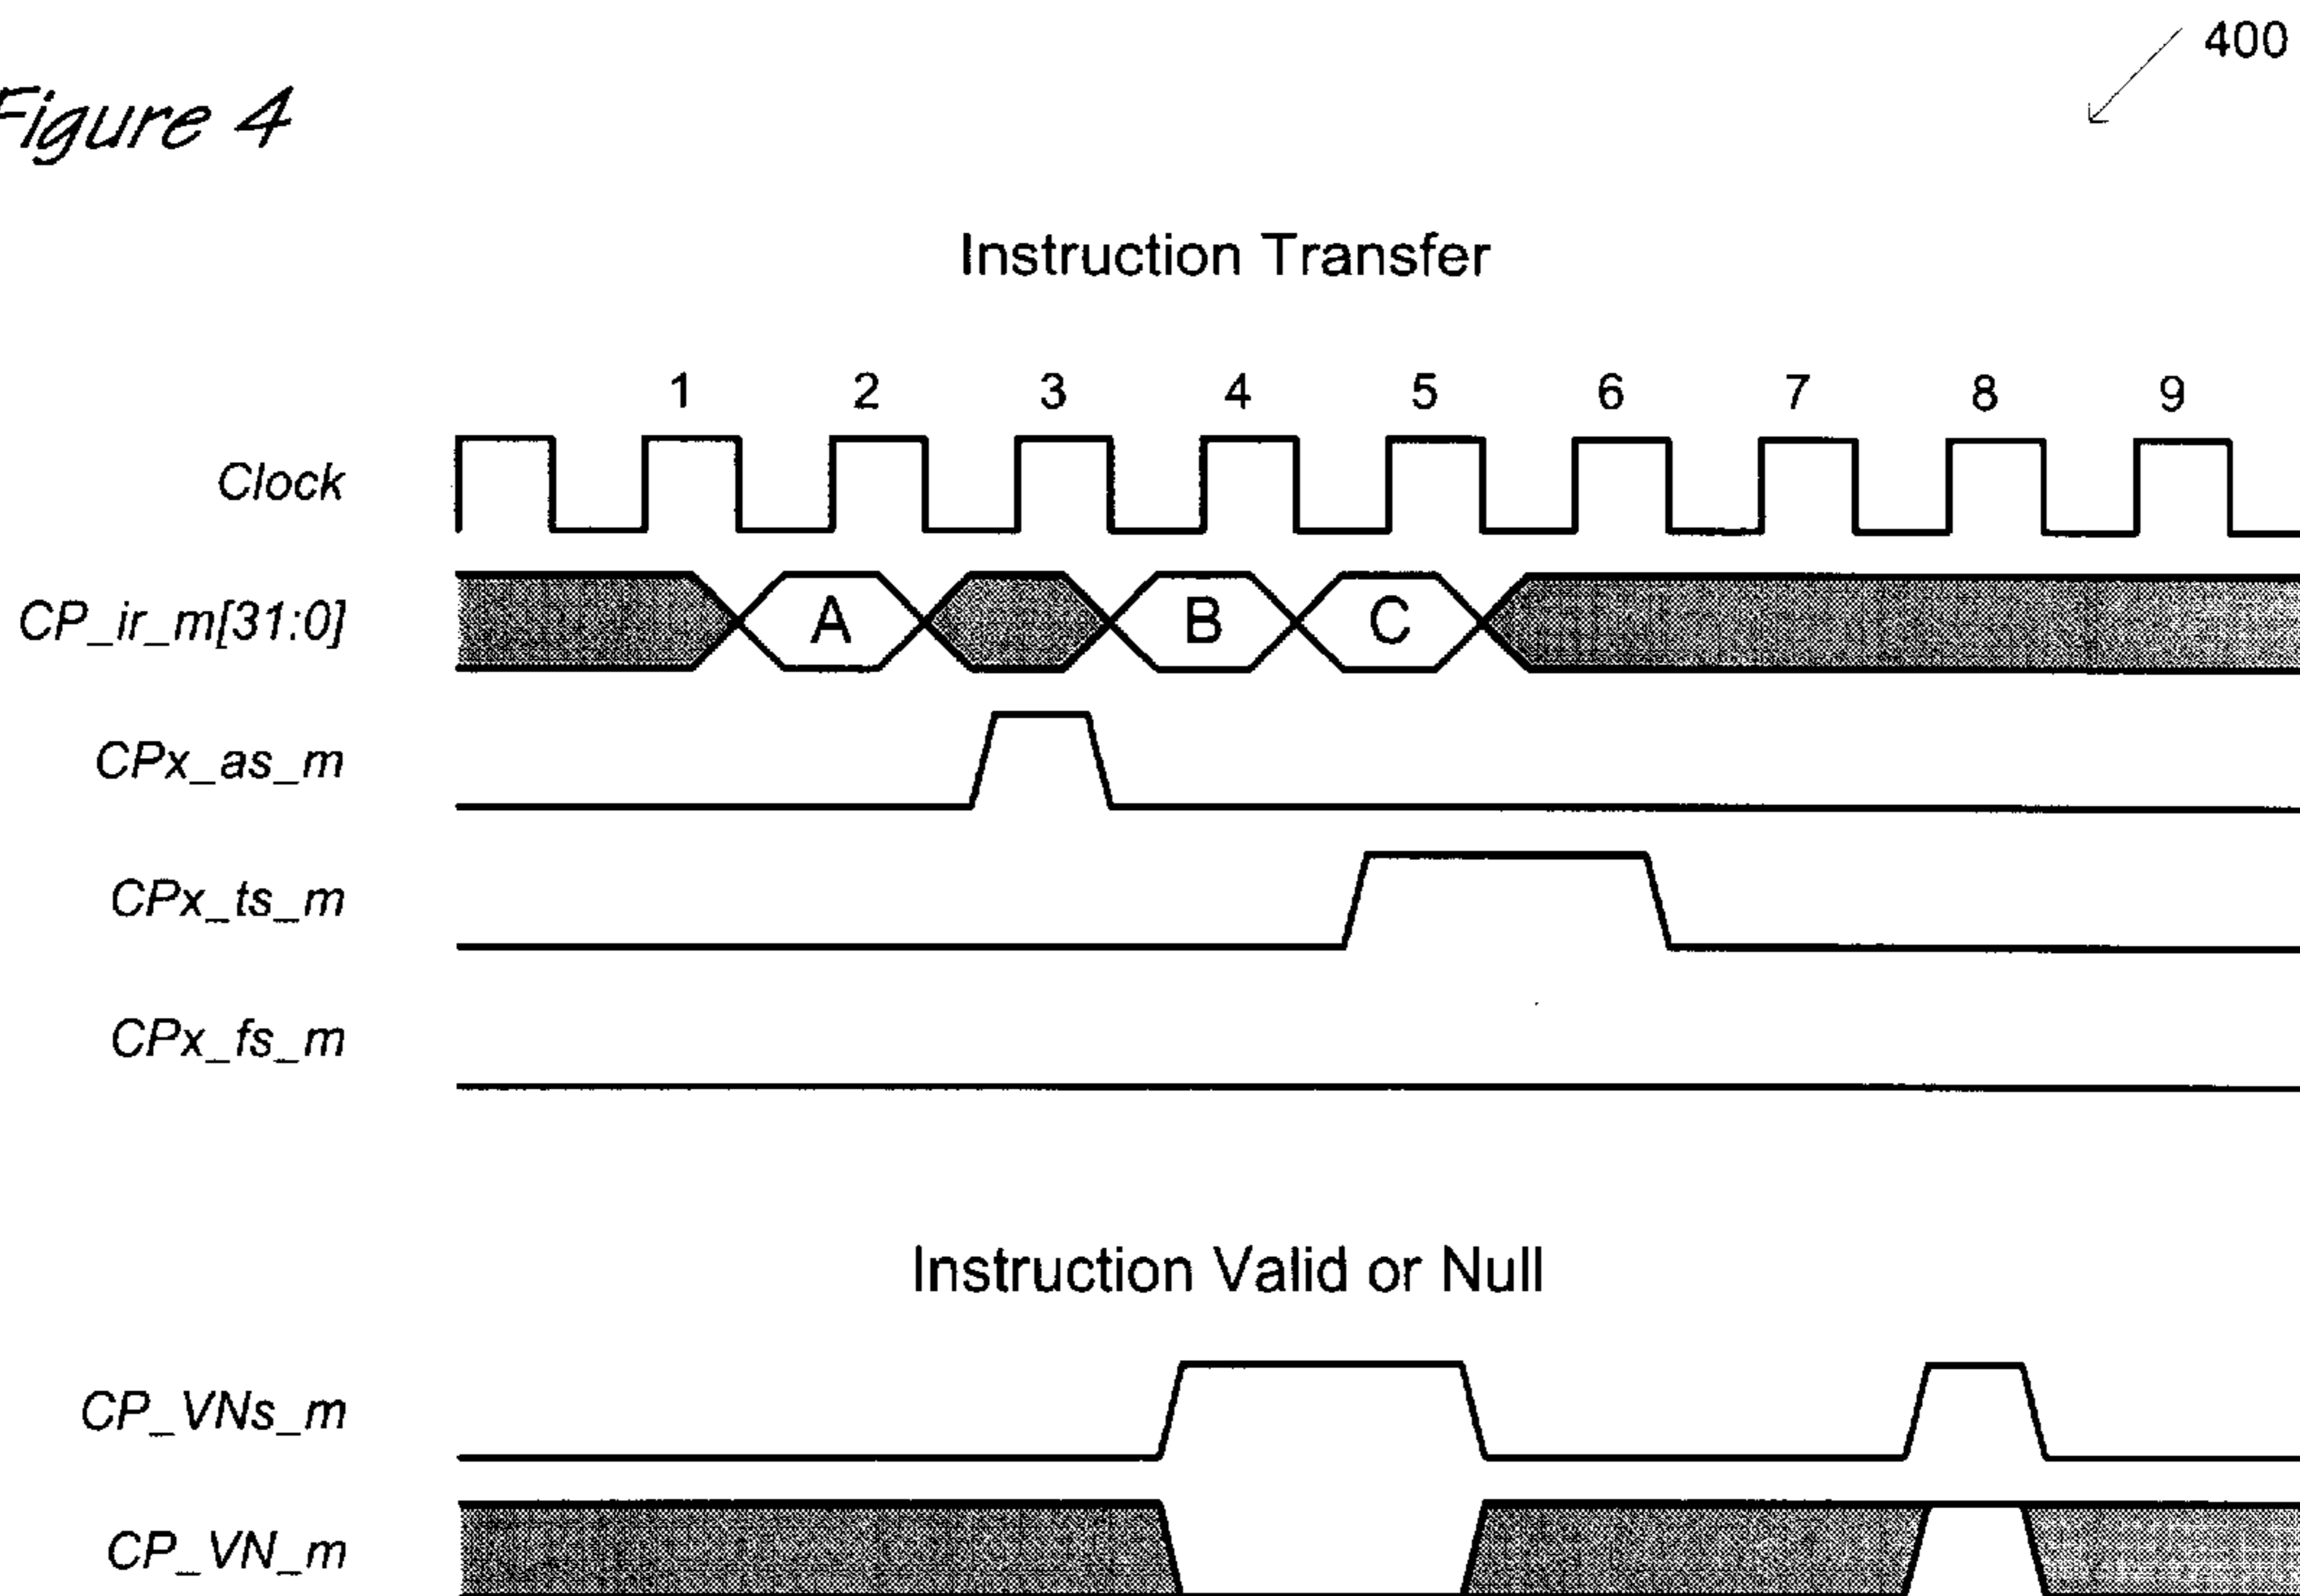 400
Figure 4
Instruction Transfer
1 2 3 4 5 6 7 8 9
Clock
CP_ir_m[31:0] A B C
CPx_as_m
CPx_ts_m
CPx_fs_m
Instruction Valid or Null
CP_VNs_m
CP_VN_m